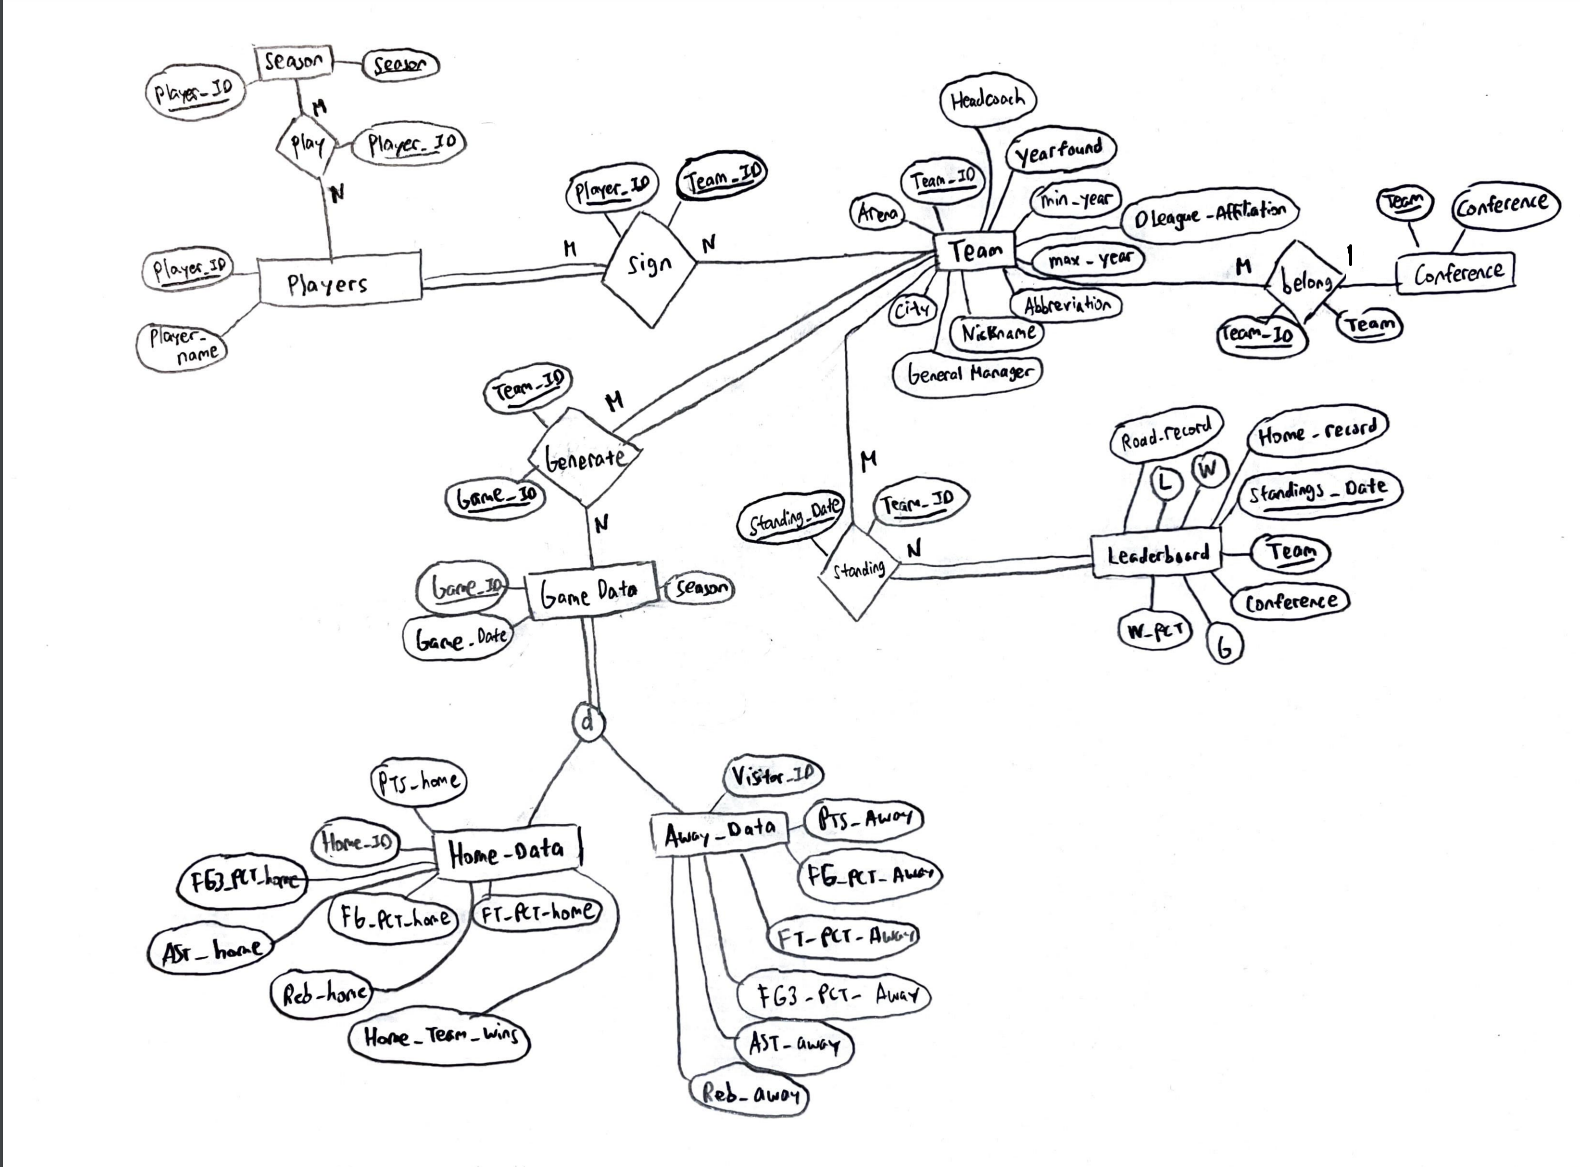 Season
Season
Player_ID
M
Play
Player_ID
N
Player_ID
Players
Player_
name
Player_ID
Team_ID
M
Sign
N
Headcoach
Yearfound
Team_ID
min_year
Arena
DLeague_Affiliation
Team
max_year
City
Abbreviation
Nickname
General Manager
M
belong
1
Team_ID
Team
Team
Conference
Conference
Team_ID
M
Generate
Game_ID
N
Game_ID
Game Data
Season
Game_Date
d
M
Standing_Date
Team_ID
Standing
N
Road_record
Home_record
L
W
Standings_Date
Leaderboard
Team
Conference
W_PCT
G
PTS_home
Home_ID
Home_Data
FG3_PCT_home
FG_PCT_home
FT_PCT_home
AST_home
Reb_home
Home_Team_wins
Visitor_ID
Away_Data
PTS_Away
FG_PCT_Away
FT_PCT_Away
FG3_PCT_Away
AST_away
Reb_away